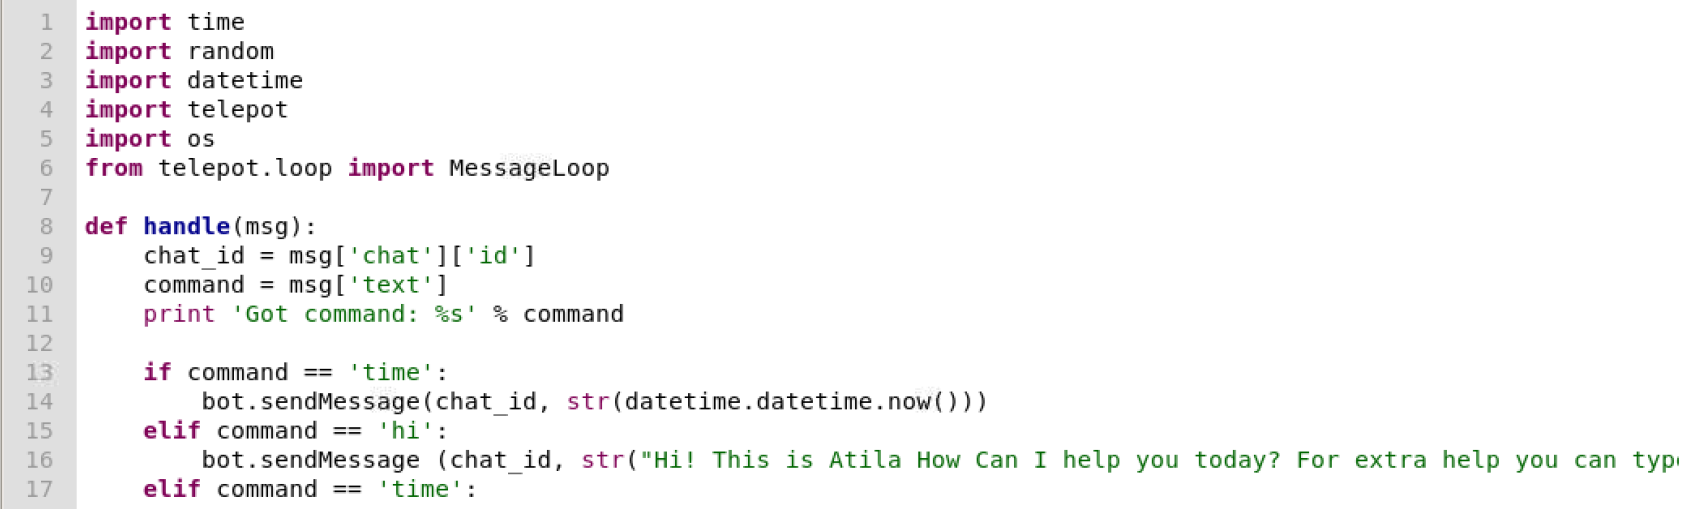 1 import time
2 import random
3 import datetime
4 import telepot
5 import os
6 from telepot.loop import MessageLoop
7
8 def handle(msg):
9     chat_id = msg['chat']['id']
10     command = msg['text']
11     print 'Got command: %s' % command
12
13     if command == 'time':
14         bot.sendMessage(chat_id, str(datetime.datetime.now()))
15     elif command == 'hi':
16         bot.sendMessage (chat_id, str("Hi! This is Atila How Can I help you today? For extra help you can
17     elif command == 'time':